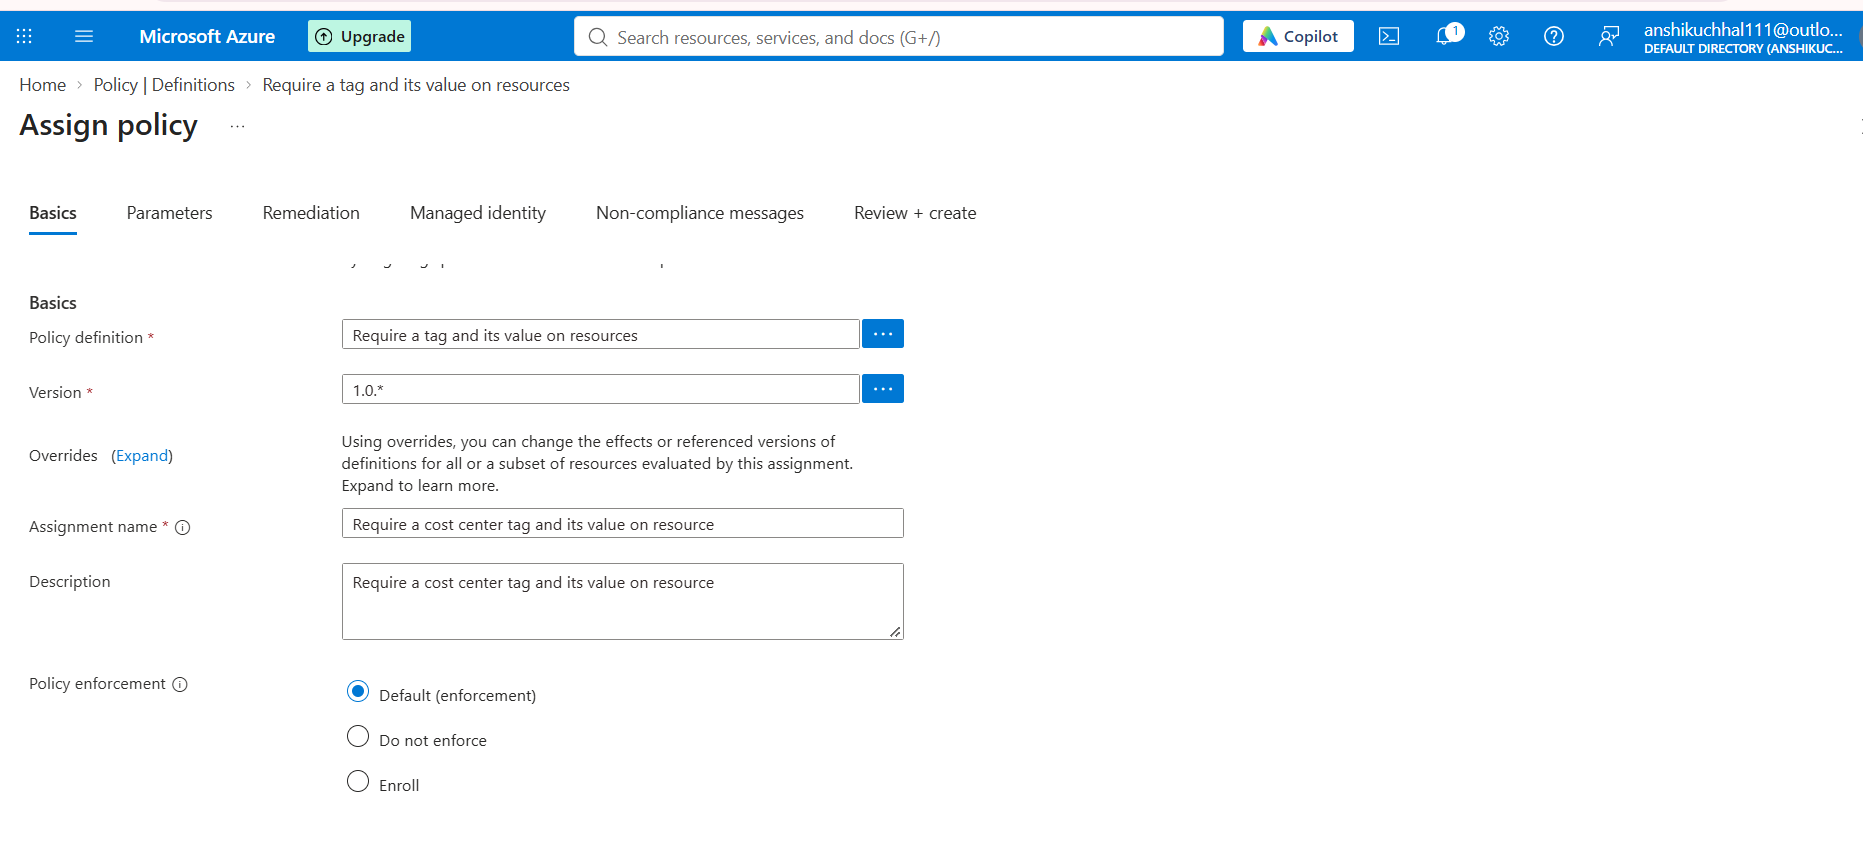 Microsoft Azure
Upgrade
Search resources, services, and docs (G+/)
Copilot
1
anshikuchhal111@outlo...
DEFAULT DIRECTORY (ANSHIKUC...
Home > Policy | Definitions > Require a tag and its value on resources
Assign policy ...
Basics Parameters Remediation Managed identity Non-compliance messages Review + create
Basics
Policy definition * Require a tag and its value on resources ...
Version * 1.0.* ...
Overrides (Expand)
Using overrides, you can change the effects or referenced versions of
definitions for all or a subset of resources evaluated by this assignment.
Expand to learn more.
Assignment name * Require a cost center tag and its value on resource
Description Require a cost center tag and its value on resource
Policy enforcement
Default (enforcement)
Do not enforce
Enroll